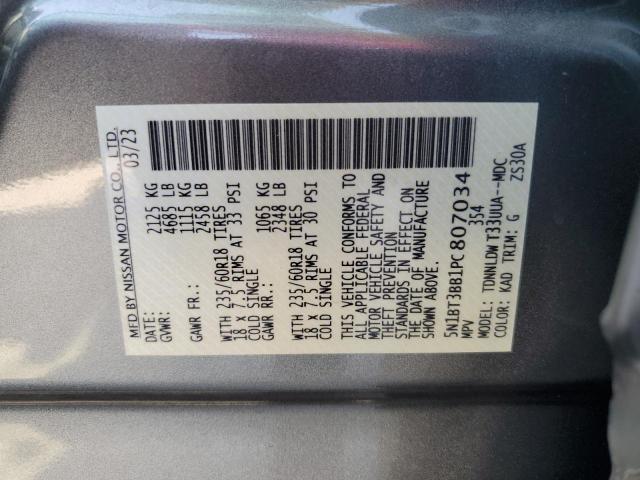 MFD BY NISSAN MOTOR CO., LTD.
DATE: 03/23
GVWR: 2125 KG
4685 LB
GAWR FR.: 1115 KG
2458 LB
WITH 235/60R18 TIRES
18 x 7.5 RIMS AT 33 PSI
COLD SINGLE
GAWR RR.: 1065 KG
2348 LB
WITH 235/60R18 TIRES
18 x 7.5 RIMS AT 30 PSI
COLD SINGLE
THIS VEHICLE CONFORMS TO
ALL APPLICABLE FEDERAL
MOTOR VEHICLE SAFETY AND
THEFT PREVENTION
STANDARDS IN EFFECT ON
THE DATE OF MANUFACTURE
SHOWN ABOVE.
5N1BT3BB1PC807034
MPV 354
MODEL: TDNNLDW T33UUA--MDC
COLOR: KAD TRIM: G ZS30A